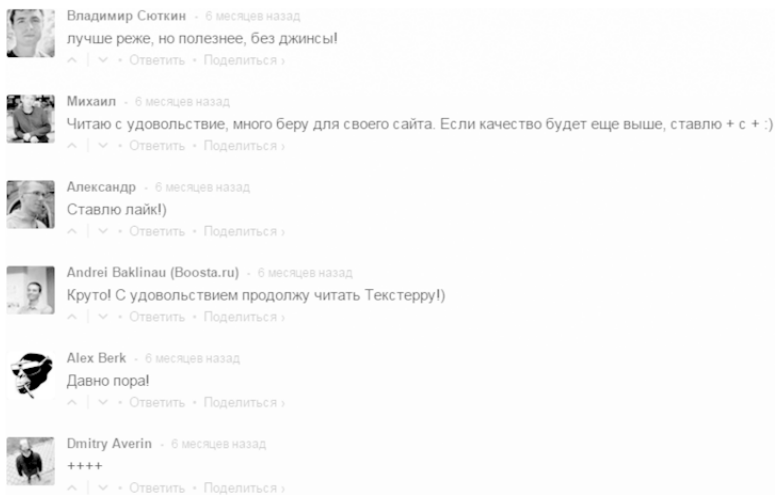 Владимир Сюткин • 6 месяцев назад
лучше реже, но полезнее, без джинсы!
Ответить • Поделиться ›
Михаил • 6 месяцев назад
Читаю с удовольствие, много беру для своего сайта. Если качество будет еще выше, ставлю + с + :)
Ответить • Поделиться ›
Александр • 6 месяцев назад
Ставлю лайк!)
Ответить • Поделиться ›
Andrei Baklinau (Boosta.ru) • 6 месяцев назад
Круто! С удовольствием продолжу читать Текстерру!)
Ответить • Поделиться ›
Alex Berk • 6 месяцев назад
Давно пора!
Ответить • Поделиться ›
Dmitry Averin • 6 месяцев назад
++++
Ответить • Поделиться ›